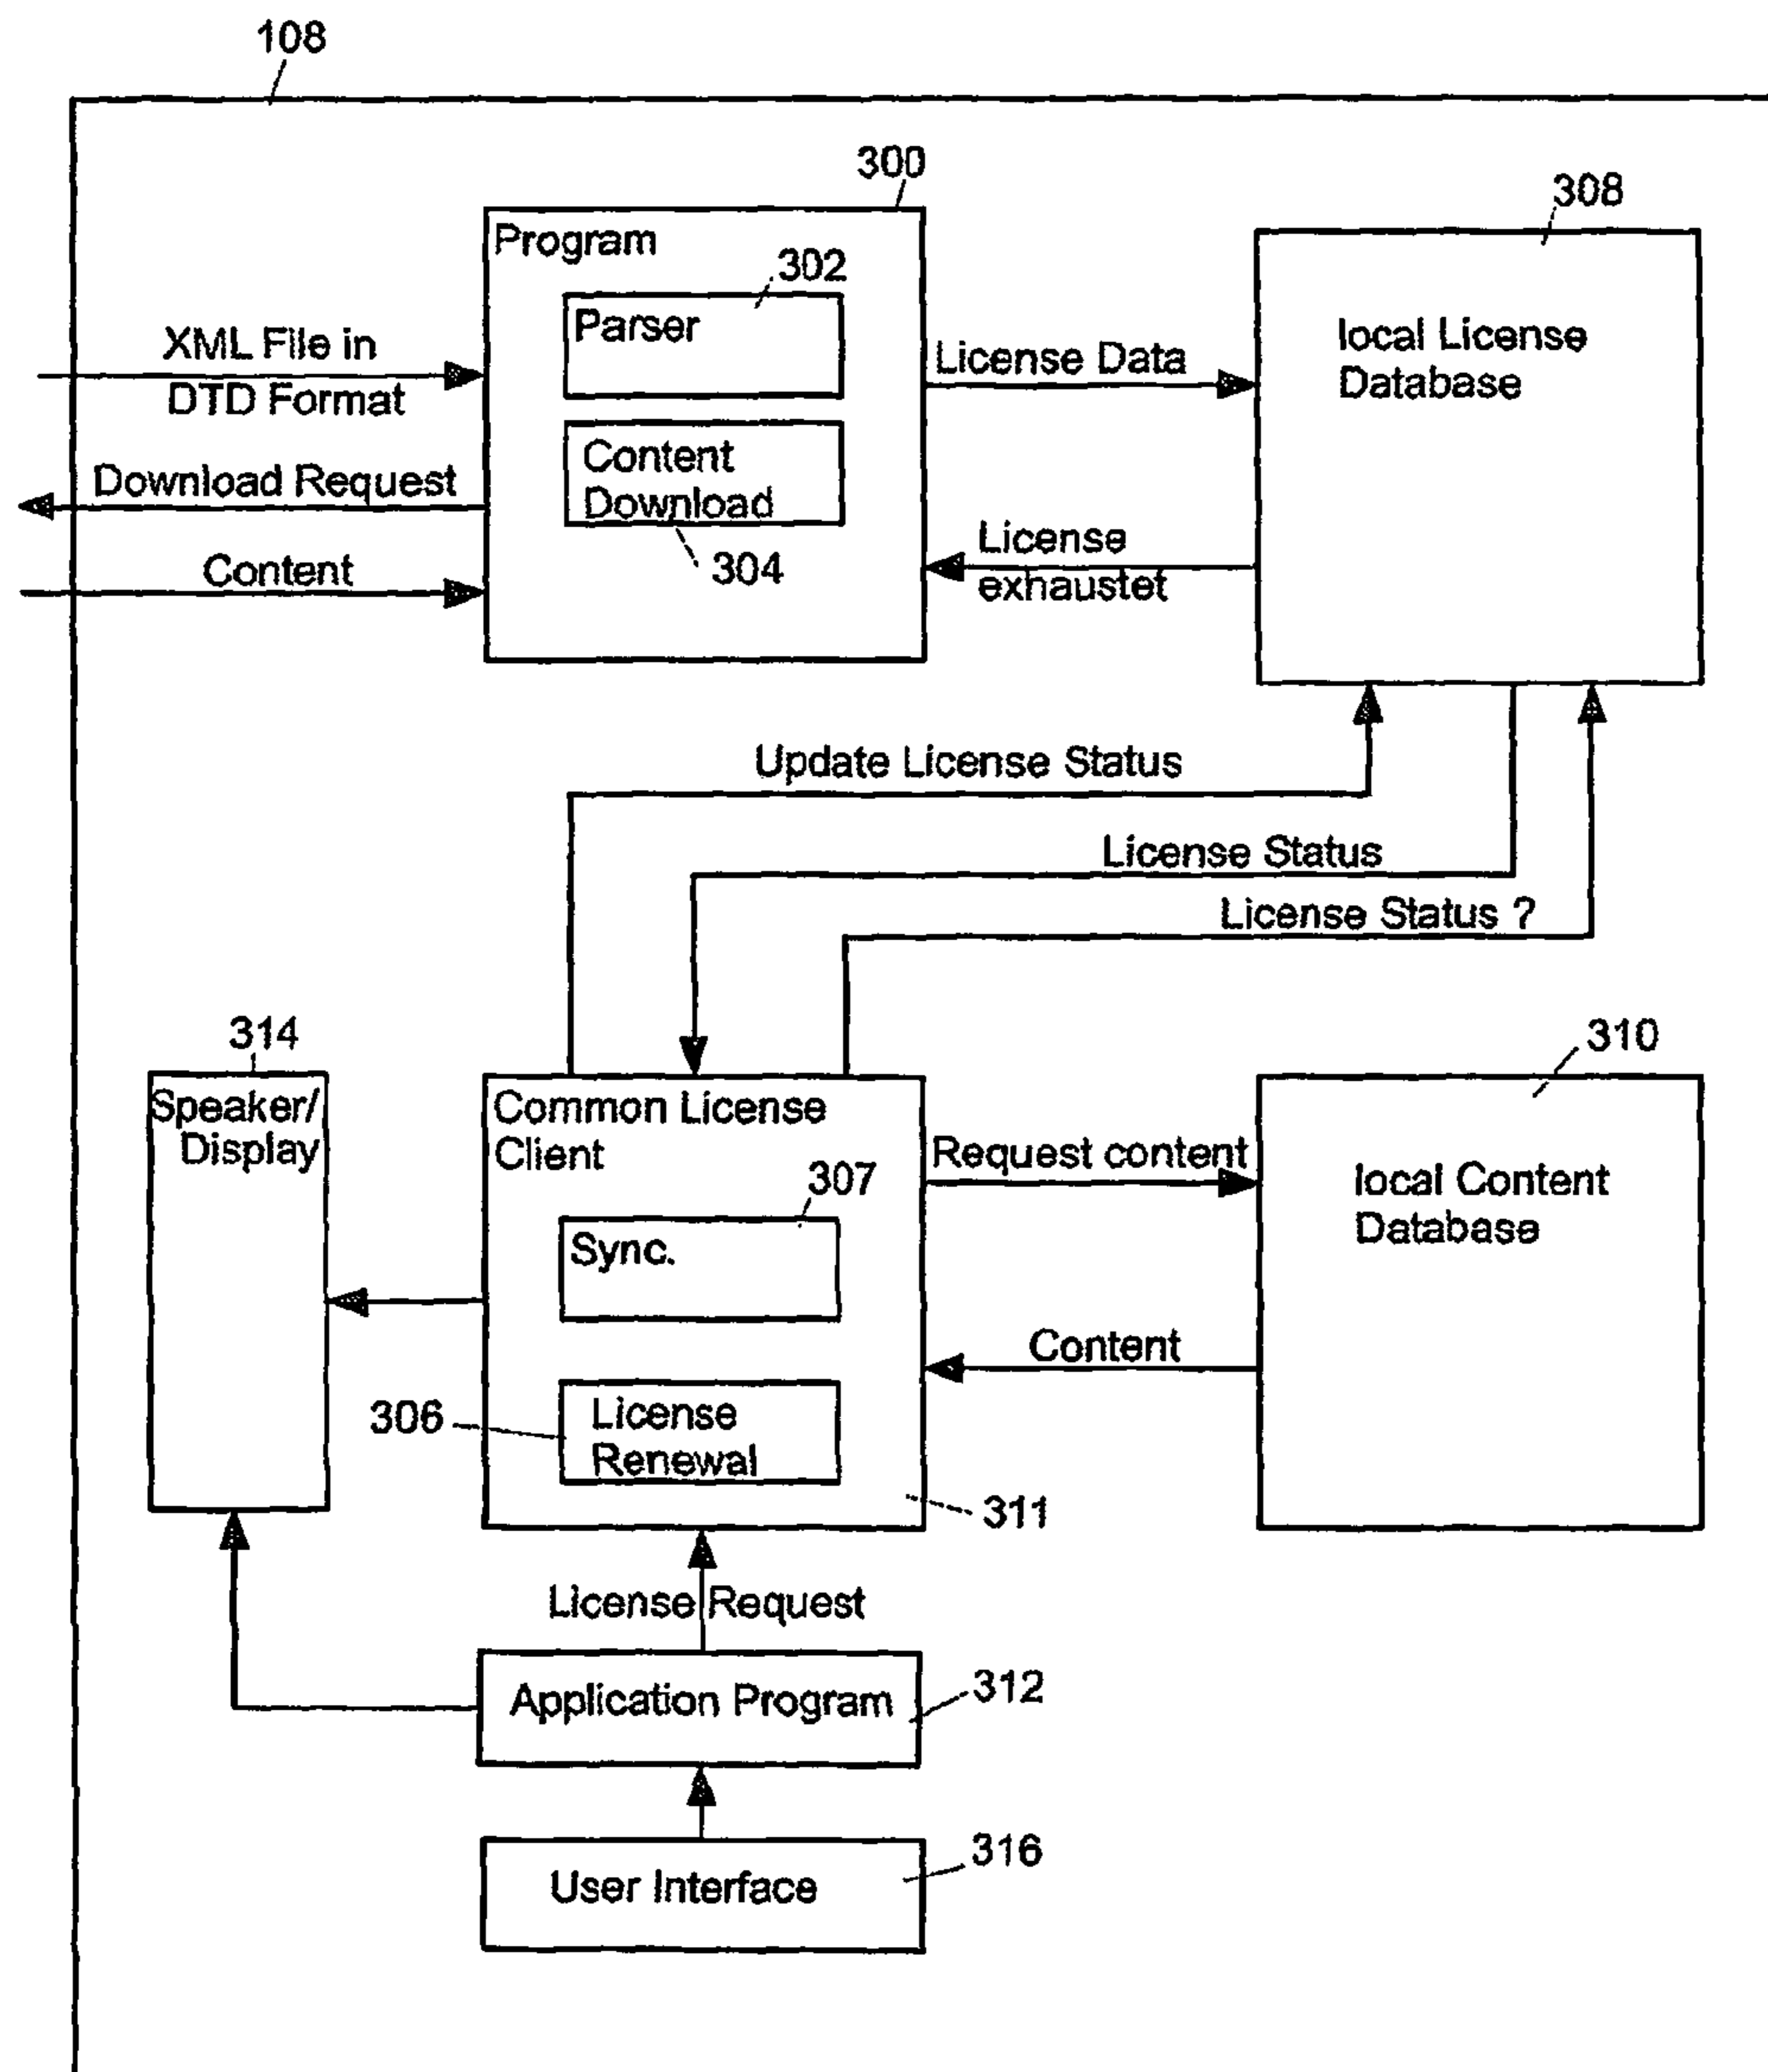 108
300
Program
302
Parser
Content
Download
304
308
local License
Database
XML File in
DTD Format
Download Request
Content
License Data
License
exhaustet
Update License Status
License Status
License Status ?
314
Speaker/
Display
Common License
Client
307
Sync.
306
License
Renewal
311
Request content
Content
310
local Content
Database
License Request
Application Program
312
User Interface
316